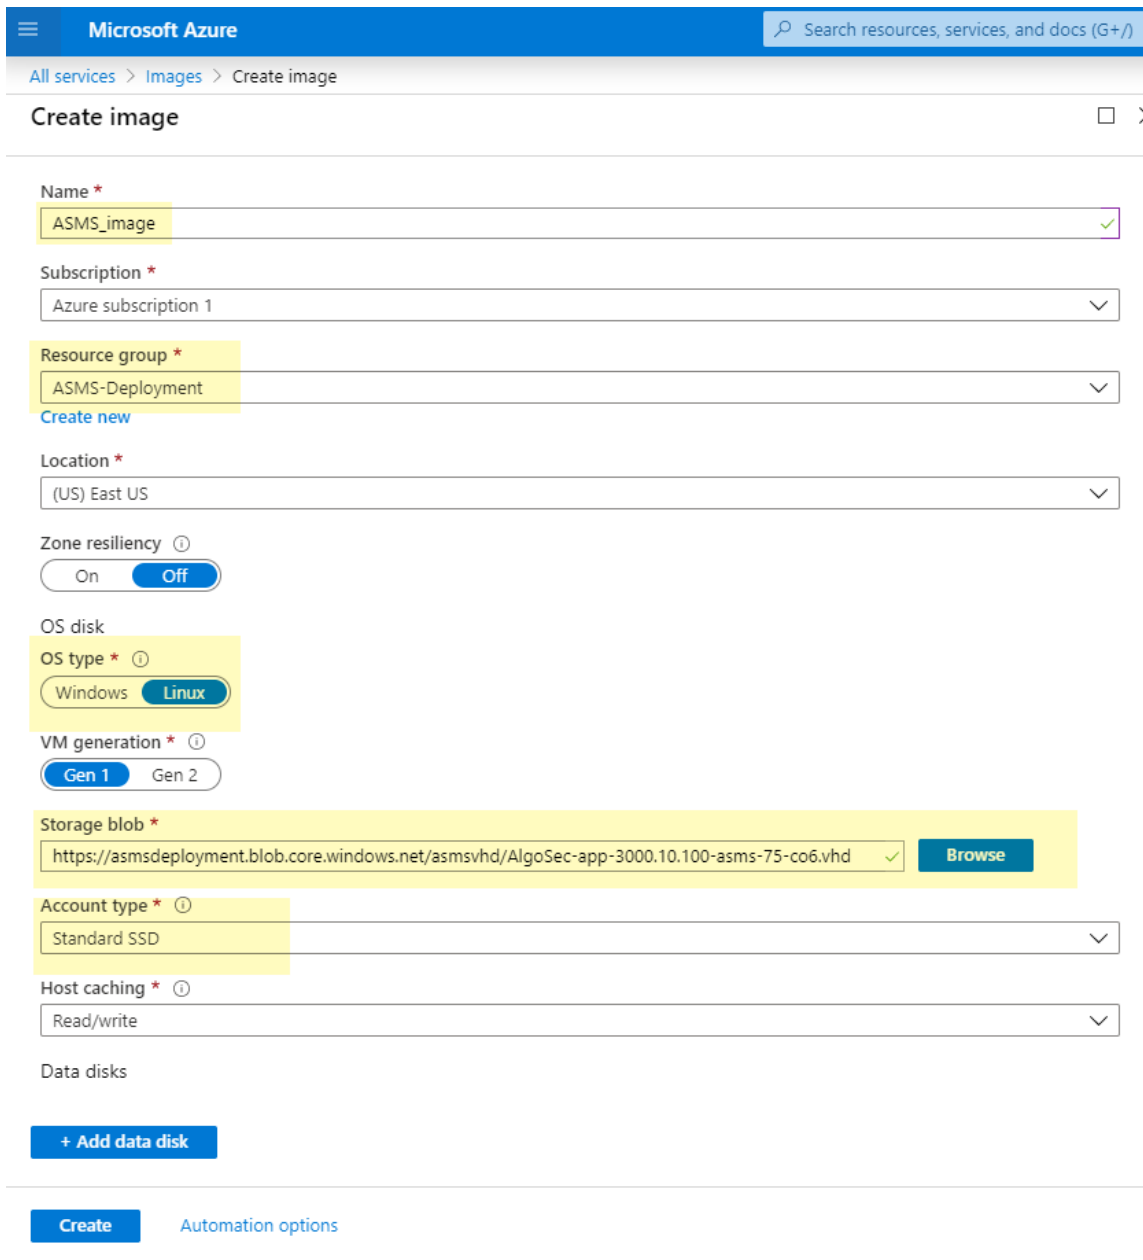 Microsoft Azure
Search resources, services, and docs (G+/)
All services > Images > Create image
Create image
Name *
ASMS_image
Subscription *
Azure subscription 1
Resource group *
ASMS-Deployment
Create new
Location *
(US) East US
Zone resiliency
On Off
OS disk
OS type *
Windows Linux
VM generation *
Gen 1 Gen 2
Storage blob *
https://asmsdeployment.blob.core.windows.net/asmsvhd/AlgoSec-app-3000.10.100-asms-75-co6.vhd Browse
Account type *
Standard SSD
Host caching *
Read/write
Data disks
+ Add data disk
Create Automation options